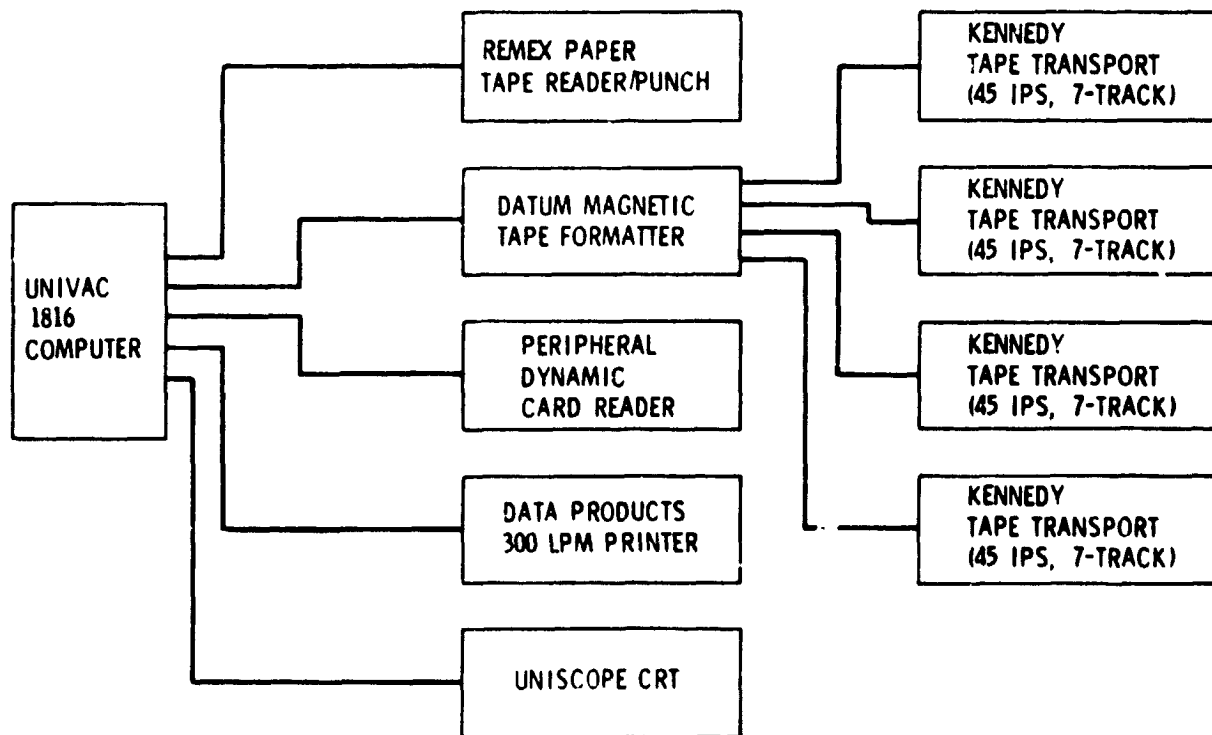 UNIVAC
1816
COMPUTER
REMEX PAPER
TAPE READER/PUNCH
DATUM MAGNETIC
TAPE FORMATTER
PERIPHERAL
DYNAMIC
CARD READER
DATA PRODUCTS
300 LPM PRINTER
UNISCOPE CRT
KENNEDY
TAPE TRANSPORT
(45 IPS, 7-TRACK)
KENNEDY
TAPE TRANSPORT
(45 IPS, 7-TRACK)
KENNEDY
TAPE TRANSPORT
(45 IPS, 7-TRACK)
KENNEDY
TAPE TRANSPORT
(45 IPS, 7-TRACK)